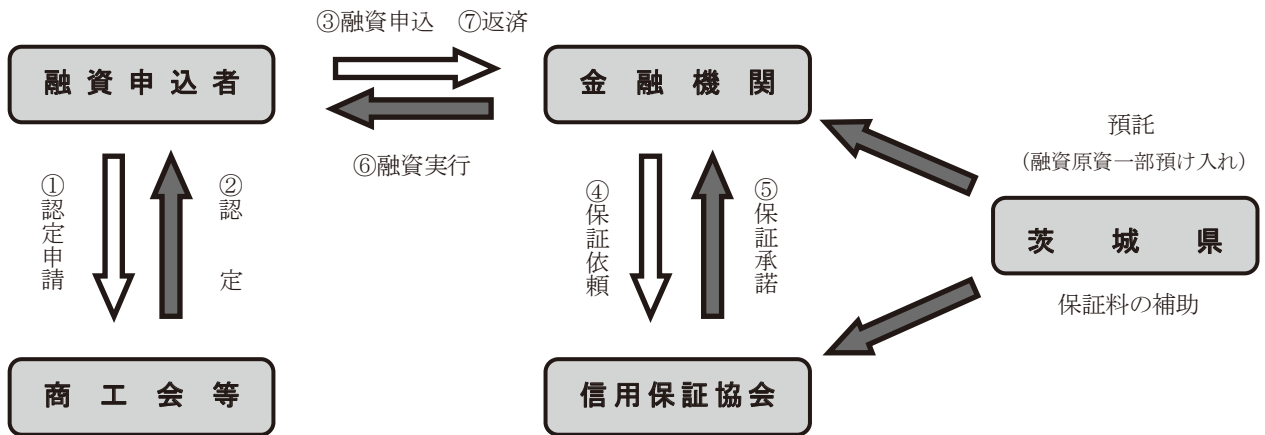 ③融資申込 ⑦返済
融資申込者
金融機関
⑥融資実行
預託
（融資原資一部預け入れ）
①認定申請
②認 定
④保証依頼
⑤保証承諾
茨城県
保証料の補助
商工会等
信用保証協会